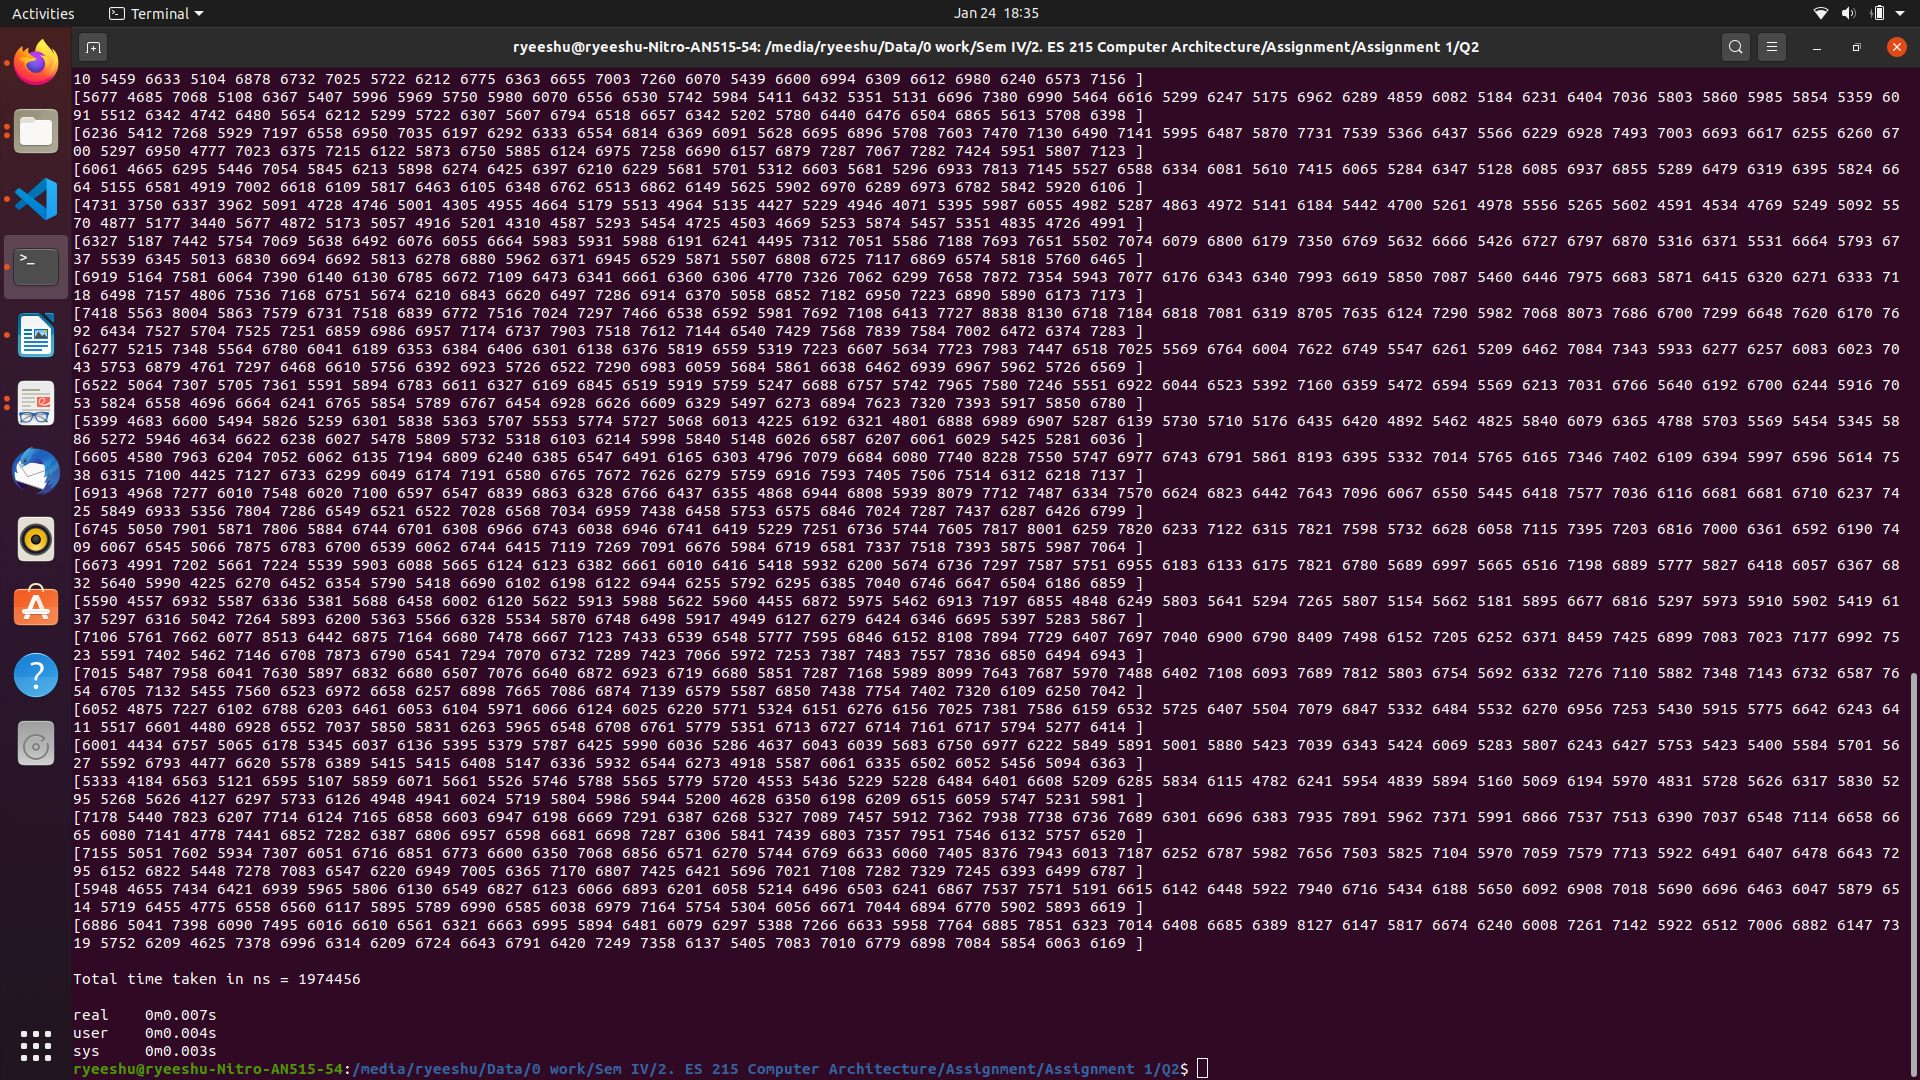 Activities
Terminal
Jan 24 18:35
ryeeshu@ryeeshu-Nitro-AN515-54: /media/ryeeshu/Data/0 work/Sem IV/2. ES 215 Computer Architecture/Assignment/Assignment 1/Q2
10 5459 6633 5104 6878 6732 7025 5722 6212 6775 6363 6655 7003 7260 6070 5439 6600 6994 6309 6612 6980 6240 6573 7156 ]
[5677 4685 7068 5108 6367 5407 5996 5969 5750 5980 6070 6556 6530 5742 5984 5411 6432 5351 5131 6696 7380 6990 5464 6616 5299 6247 5175 6962 6289 4859 6082 5184 6231 6404 7036 5803 5860 5985 5854 5359 60
91 5512 6342 4742 6480 5654 6212 5299 5722 6307 5607 6794 6518 6657 6342 5202 5780 6440 6476 6504 6865 5613 5708 6398 ]
[6236 5412 7268 5929 7197 6558 6950 7035 6197 6292 6333 6554 6814 6369 6091 5628 6695 6896 5708 7603 7470 7130 6490 7141 5995 6487 5870 7731 7539 5366 6437 5566 6229 6928 7493 7003 6693 6617 6255 6260 67
00 5297 6950 4777 7023 6375 7215 6122 5873 6750 5885 6124 6975 7258 6690 6157 6879 7287 7067 7282 7424 5951 5807 7123 ]
[6061 4665 6295 5446 7054 5845 6213 5898 6274 6425 6397 6210 6229 5681 5701 5312 6603 5681 5296 6933 7813 7145 5527 6588 6334 6081 5610 7415 6065 5284 6347 5128 6085 6937 6855 5289 6479 6319 6395 5824 66
64 5155 6581 4919 7002 6618 6109 5817 6463 6105 6348 6762 6513 6862 6149 5625 5902 6970 6289 6973 6782 5842 5920 6106 ]
[4731 3750 6337 3962 5091 4728 4746 5001 4305 4955 4664 5179 5513 4964 5135 4427 5229 4946 4071 5395 5987 6055 4982 5287 4863 4972 5141 6184 5442 4700 5261 4978 5556 5265 5602 4591 4534 4769 5249 5092 55
70 4877 5177 3440 5677 4872 5173 5057 4916 5201 4310 4587 5293 5454 4725 4503 4669 5253 5874 5457 5351 4835 4726 4991 ]
[6327 5187 7442 5754 7069 5638 6492 6076 6055 6664 5983 5931 5988 6191 6241 4495 7312 7051 5586 7188 7693 7651 5502 7074 6079 6800 6179 7350 6769 5632 6666 5426 6727 6797 6870 5316 6371 5531 6664 5793 67
37 5539 6345 5013 6830 6694 6692 5813 6278 6880 5962 6371 6945 6529 5871 5507 6808 6725 7117 6869 6574 5818 5760 6465 ]
[6919 5164 7581 6064 7390 6140 6130 6785 6672 7109 6473 6341 6661 6360 6306 4770 7326 7062 6299 7658 7872 7354 5943 7077 6176 6343 6340 7993 6619 5850 7087 5460 6446 7975 6683 5871 6415 6320 6271 6333 71
18 6498 7157 4806 7536 7168 6751 5674 6210 6843 6620 6497 7286 6914 6370 5058 6852 7182 6950 7223 6890 5890 6173 7173 ]
[7418 5563 8004 5863 7579 6731 7518 6839 6772 7516 7024 7297 7466 6538 6592 5981 7692 7108 6413 7727 8838 8130 6718 7184 6818 7081 6319 8705 7635 6124 7290 5982 7068 8073 7686 6700 7299 6648 7620 6170 76
92 6434 7527 5704 7525 7251 6859 6986 6957 7174 6737 7903 7518 7612 7144 6540 7429 7568 7839 7584 7002 6472 6374 7283 ]
[6277 5215 7348 5564 6780 6041 6189 6353 6384 6406 6301 6138 6376 5819 6559 5319 7223 6607 5634 7723 7983 7447 6518 7025 5569 6764 6004 7622 6749 5547 6261 5209 6462 7084 7343 5933 6277 6257 6083 6023 70
43 5753 6879 4761 7297 6468 6610 5756 6392 6923 5726 6522 7290 6983 6059 5684 5861 6638 6462 6939 6967 5962 5726 6569 ]
[6522 5064 7307 5705 7361 5591 5894 6783 6611 6327 6169 6845 6519 5919 5759 5247 6688 6757 5742 7965 7580 7246 5551 6922 6044 6523 5392 7160 6359 5472 6594 5569 6213 7031 6766 5640 6192 6700 6244 5916 70
53 5824 6558 4696 6664 6241 6765 5854 5789 6767 6454 6928 6626 6609 6329 5497 6273 6894 7623 7320 7393 5917 5850 6780 ]
[5399 4683 6600 5494 5826 5259 6301 5838 5363 5707 5553 5774 5727 5068 6013 4225 6192 6321 4801 6888 6989 6907 5287 6139 5730 5710 5176 6435 6420 4892 5462 4825 5840 6079 6365 4788 5703 5569 5454 5345 58
86 5272 5946 4634 6622 6238 6027 5478 5809 5732 5318 6103 6214 5998 5840 5148 6026 6587 6207 6061 6029 5425 5281 6036 ]
[6605 4580 7963 6204 7052 6062 6135 7194 6809 6240 6385 6547 6491 6165 6303 4796 7079 6684 6080 7740 8228 7550 5747 6977 6743 6791 5861 8193 6395 5332 7014 5765 6165 7346 7402 6109 6394 5997 6596 5614 75
38 6315 7100 4425 7127 6733 6299 6049 6174 7191 6580 6765 7672 7626 6279 5759 6916 7593 7405 7506 7514 6312 6218 7137 ]
[6913 4968 7277 6010 7548 6020 7100 6597 6547 6839 6863 6328 6766 6437 6355 4868 6944 6808 5939 8079 7712 7487 6334 7570 6624 6823 6442 7643 7096 6067 6550 5445 6418 7577 7036 6116 6681 6681 6710 6237 74
25 5849 6933 5356 7804 7286 6549 6521 6522 7028 6568 7034 6959 7438 6458 5753 6575 6846 7024 7287 7437 6287 6426 6799 ]
[6745 5050 7901 5871 7806 5884 6744 6701 6308 6966 6743 6038 6946 6741 6419 5229 7251 6736 5744 7605 7817 8001 6259 7820 6233 7122 6315 7821 7598 5732 6628 6058 7115 7395 7203 6816 7000 6361 6592 6190 74
09 6067 6545 5066 7875 6783 6700 6539 6062 6744 6415 7119 7269 7091 6676 5984 6719 6581 7337 7518 7393 5875 5987 7064 ]
[6673 4991 7202 5661 7224 5539 5903 6088 5665 6124 6123 6382 6661 6010 6416 5418 5932 6200 5674 6736 7297 7587 5751 6955 6183 6133 6175 7821 6780 5689 6997 5665 6516 7198 6889 5777 5827 6418 6057 6367 68
32 5640 5990 4225 6270 6452 6354 5790 5418 6690 6102 6198 6122 6944 6255 5792 6295 6385 7040 6746 6647 6504 6186 6859 ]
[5590 4557 6932 5587 6336 5381 5688 6458 6002 6120 5622 5913 5988 5622 5960 4455 6872 5975 5462 6913 7197 6855 4848 6249 5803 5641 5294 7265 5807 5154 5662 5181 5895 6677 6816 5297 5973 5910 5902 5419 61
37 5297 6316 5042 7264 5893 6200 5363 5566 6328 5534 5870 6748 6498 5917 4949 6127 6279 6424 6346 6695 5397 5283 5867 ]
[7106 5761 7662 6077 8513 6442 6875 7164 6680 7478 6667 7123 7433 6539 6548 5777 7595 6846 6152 8108 7894 7729 6407 7697 7040 6900 6790 8409 7498 6152 7205 6252 6371 8459 7425 6899 7083 7023 7177 6992 75
23 5591 7402 5462 7146 6708 7873 6790 6541 7294 7070 6732 7289 7423 7066 5972 7253 7387 7483 7557 7836 6850 6494 6943 ]
[7015 5487 7958 6041 7630 5897 6832 6680 6507 7076 6640 6872 6923 6719 6680 5851 7287 7168 5989 8099 7643 7687 5970 7488 6402 7108 6093 7689 7812 5803 6754 5692 6332 7276 7110 5882 7348 7143 6732 6587 76
54 6705 7132 5455 7560 6523 6972 6658 6257 6898 7665 7086 6874 7139 6579 5587 6850 7438 7754 7402 7320 6109 6250 7042 ]
[6052 4875 7227 6102 6788 6203 6461 6053 6104 5971 6066 6124 6025 6220 5771 5324 6151 6276 6156 7025 7381 7586 6159 6532 5725 6407 5504 7079 6847 5332 6484 5532 6270 6956 7253 5430 5915 5775 6642 6243 64
11 5517 6601 4480 6928 6552 7037 5850 5831 6263 5965 6548 6708 6761 5779 5351 6713 6727 6714 7161 6717 5794 5277 6414 ]
[6001 4434 6757 5065 6178 5345 6037 6136 5395 5379 5787 6425 5990 6036 5286 4637 6043 6039 5683 6750 6977 6222 5849 5891 5001 5880 5423 7039 6343 5424 6069 5283 5807 6243 6427 5753 5423 5400 5584 5701 56
27 5592 6793 4477 6620 5578 6389 5415 5415 6408 5147 6336 5932 6544 6273 4918 5587 6061 6335 6502 6052 5456 5094 6363 ]
[5333 4184 6563 5121 6595 5107 5859 6071 5661 5526 5746 5788 5565 5779 5720 4553 5436 5229 5228 6484 6401 6608 5209 6285 5834 6115 4782 6241 5954 4839 5894 5160 5069 6194 5970 4831 5728 5626 6317 5830 52
95 5268 5626 4127 6297 5733 6126 4948 4941 6024 5719 5804 5986 5944 5200 4628 6350 6198 6209 6515 6059 5747 5231 5981 ]
[7178 5440 7823 6207 7714 6124 7165 6858 6603 6947 6198 6669 7291 6387 6268 5327 7089 7457 5912 7362 7938 7738 6736 7689 6301 6696 6383 7935 7891 5962 7371 5991 6866 7537 7513 6390 7037 6548 7114 6658 66
65 6080 7141 4778 7441 6852 7282 6387 6806 6957 6598 6681 6698 7287 6306 5841 7439 6803 7357 7951 7546 6132 5757 6520 ]
[7155 5051 7602 5934 7307 6051 6716 6851 6773 6600 6350 7068 6856 6571 6270 5744 6769 6633 6060 7405 8376 7943 6013 7187 6252 6787 5982 7656 7503 5825 7104 5970 7059 7579 7713 5922 6491 6407 6478 6643 72
95 6152 6822 5448 7278 7083 6547 6220 6949 7005 6365 7170 6807 7425 6421 5696 7021 7108 7282 7329 7245 6393 6499 6787 ]
[5948 4655 7434 6421 6939 5965 5806 6130 6549 6827 6123 6066 6893 6201 6058 5214 6496 6503 6241 6867 7537 7571 5191 6615 6142 6448 5922 7940 6716 5434 6188 5650 6092 6908 7018 5690 6696 6463 6047 5879 65
14 5719 6455 4775 6558 6560 6117 5895 5789 6990 6585 6038 6979 7164 5754 5304 6056 6671 7044 6894 6770 5902 5893 6619 ]
[6886 5041 7398 6090 7495 6016 6610 6561 6321 6663 6995 5894 6481 6079 6297 5388 7266 6633 5958 7764 6885 7851 6323 7014 6408 6685 6389 8127 6147 5817 6674 6240 6008 7261 7142 5922 6512 7006 6882 6147 73
19 5752 6209 4625 7378 6996 6314 6209 6724 6643 6791 6420 7249 7358 6137 5405 7083 7010 6779 6898 7084 5854 6063 6169 ]
Total time taken in ns = 1974456
real 0m0.007s
user 0m0.004s
sys 0m0.003s
ryeeshu@ryeeshu-Nitro-AN515-54:/media/ryeeshu/Data/0 work/Sem IV/2. ES 215 Computer Architecture/Assignment/Assignment 1/Q2$